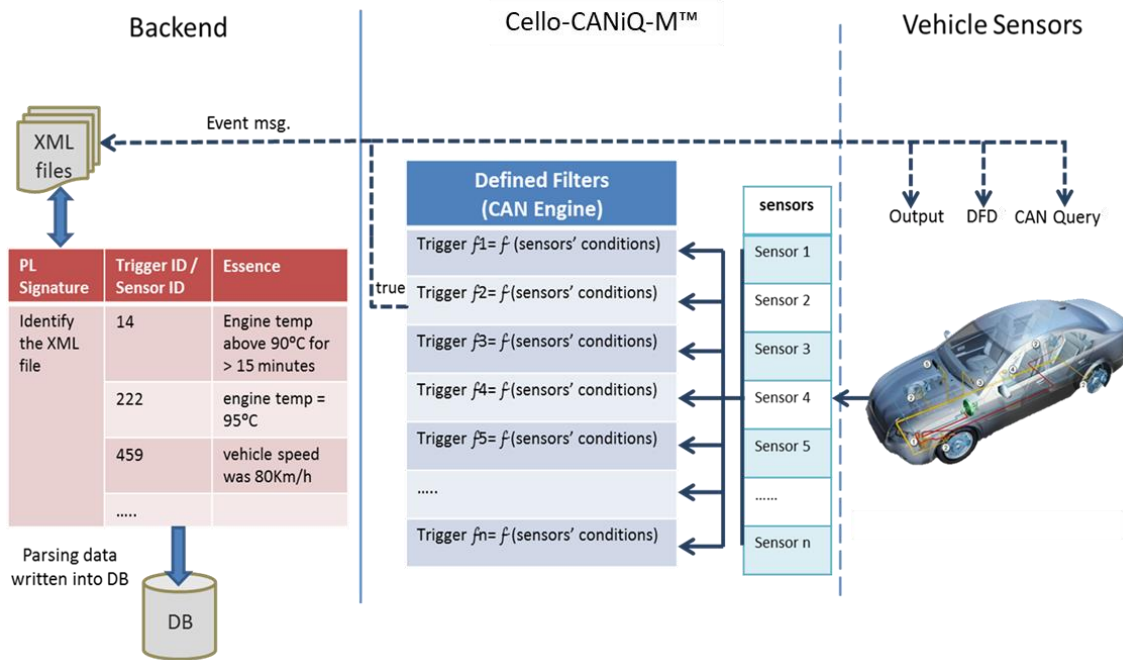 Backend
Cello-CANiQ-M™
Vehicle Sensors
Event msg.
XML
files
Output
DFD
CAN Query
PL
Signature
Trigger ID /
Sensor ID
Essence
Identify
the XML
file
14
Engine temp
above 90°C for
> 15 minutes
222
engine temp =
95°C
459
vehicle speed
was 80Km/h
.....
Parsing data
written into DB
DB
true
Defined Filters
(CAN Engine)
Trigger ƒ1= ƒ (sensors' conditions)
Trigger ƒ2= ƒ (sensors' conditions)
Trigger ƒ3= ƒ (sensors' conditions)
Trigger ƒ4= ƒ (sensors' conditions)
Trigger ƒ5= ƒ (sensors' conditions)
.....
Trigger ƒn= ƒ (sensors' conditions)
sensors
Sensor 1
Sensor 2
Sensor 3
Sensor 4
Sensor 5
......
Sensor n